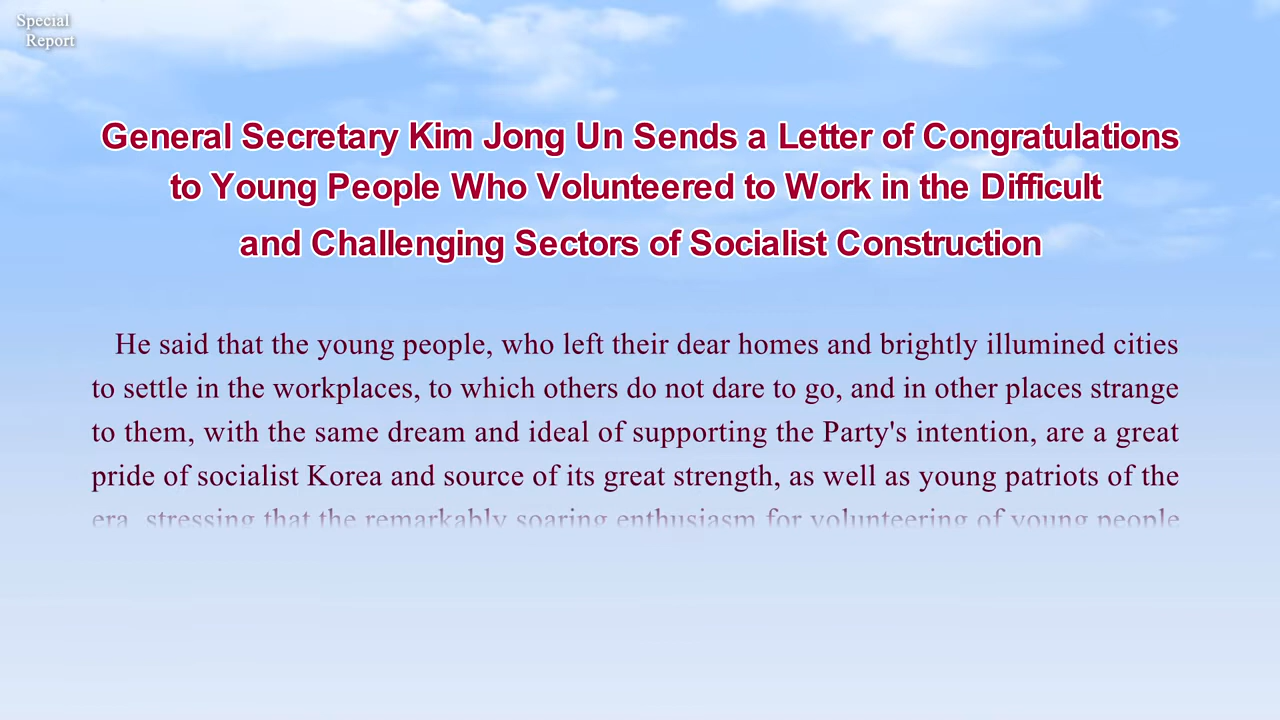 Special
Report
General Secretary Kim Jong Un Sends a Letter of Congratulations
to Young People Who Volunteered to Work in the Difficult
and Challenging Sectors of Socialist Construction
He said that the young people, who left their dear homes and brightly illumined cities
to settle in the workplaces, to which others do not dare to go, and in other places strange
to them, with the same dream and ideal of supporting the Party's intention, are a great
pride of socialist Korea and source of its great strength, as well as young patriots of the
era, stressing that the remarkably soaring enthusiasm for volunteering of young people